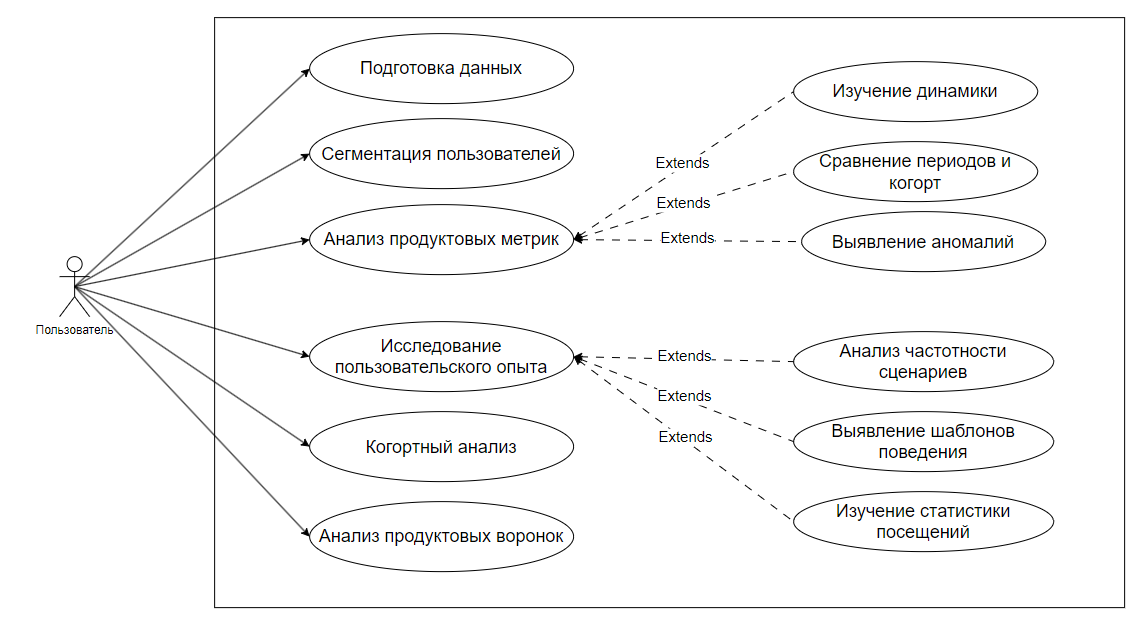 Подготовка данных
Сегментация пользователей
Анализ продуктовых метрик
Пользователь
Исследование
пользовательского опыта
Когортный анализ
Анализ продуктовых воронок
Extends
Extends
Extends
Extends
Extends
Extends
Изучение динамики
Сравнение периодов и
когорт
Выявление аномалий
Анализ частотности
сценариев
Выявление шаблонов
поведения
Изучение статистики
посещений